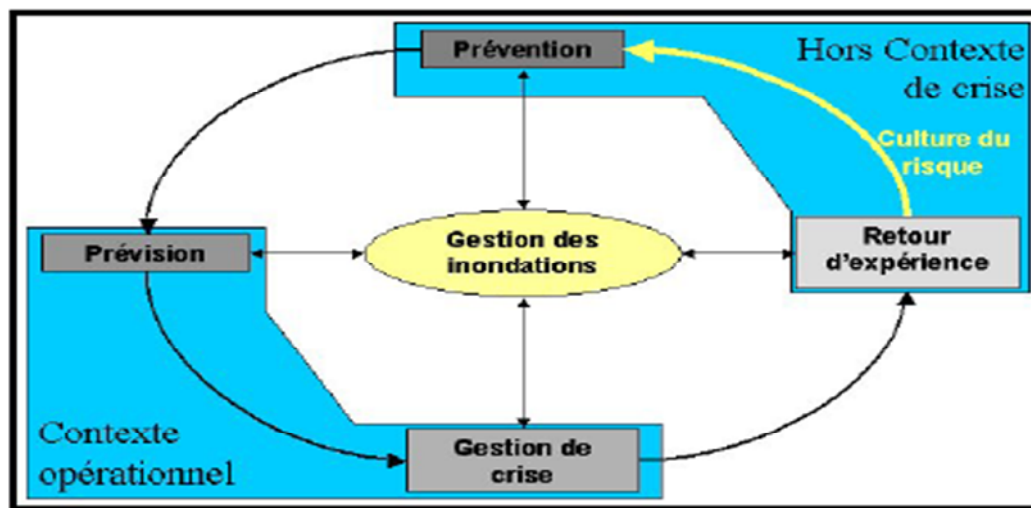 Prévention
Hors Contexte
de crise
Culture du
risque
Prévision
Gestion des
inondations
Retour
d'expérience
Contexte
opérationnel
Gestion de
crise